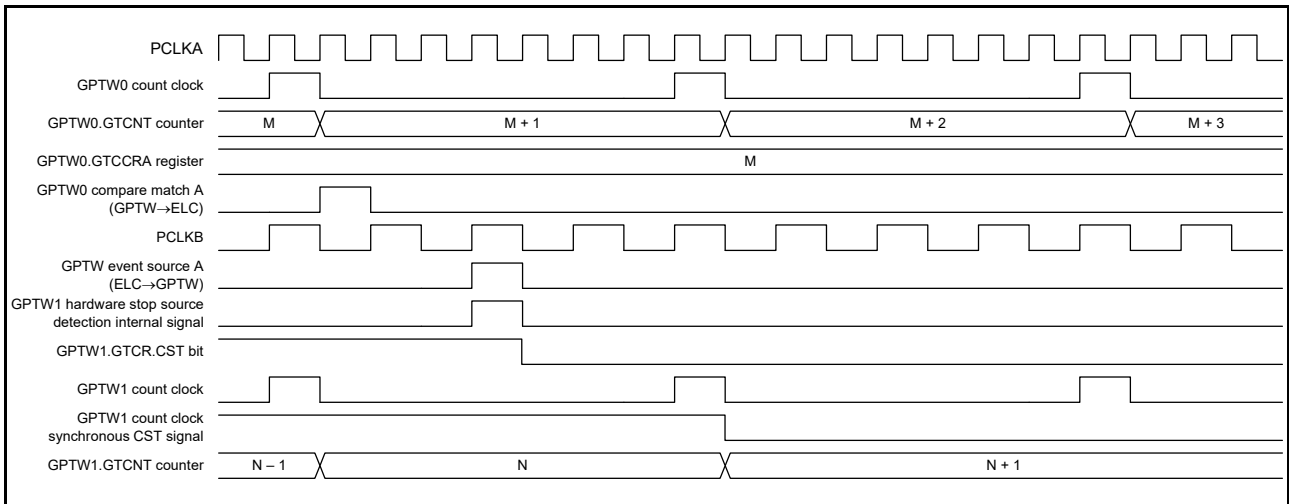 PCLKA
GPTW0 count clock
GPTW0.GTCNT counter
M
M + 1
M + 2
M + 3
GPTW0.GTCCRA register
M
GPTW0 compare match A
(GPTW→ELC)
PCLKB
GPTW event source A
(ELC→GPTW)
GPTW1 hardware stop source
detection internal signal
GPTW1.GTCR.CST bit
GPTW1 count clock
GPTW1 count clock
synchronous CST signal
GPTW1.GTCNT counter
N – 1
N
N + 1